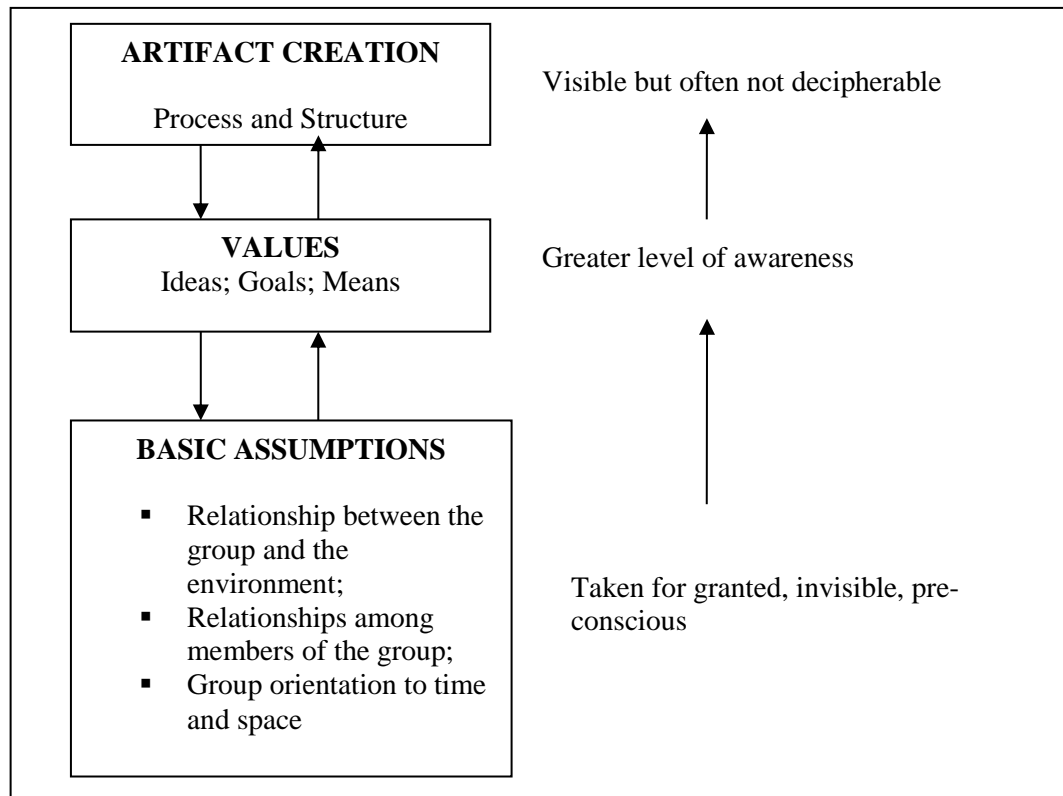 ARTIFACT CREATION
Process and Structure
Visible but often not decipherable
VALUES
Ideas; Goals; Means
Greater level of awareness
BASIC ASSUMPTIONS
▪ Relationship between the
group and the
environment;
▪ Relationships among
members of the group;
▪ Group orientation to time
and space
Taken for granted, invisible, pre-
conscious